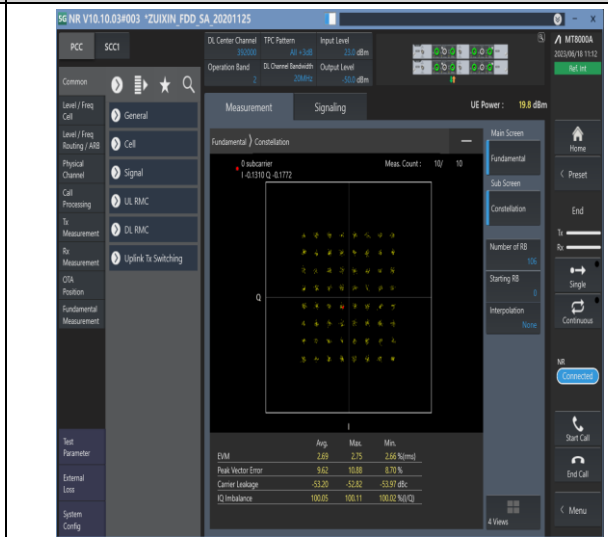 5G NR V10.10.03#003 *ZUIXIN_FDD_SA_20201125
PCC SCC1
DL Center Channel TPC Pattern Input Level
392000 All +3dB 23.0 dBm
Operation Band DL Channel Bandwidth Output Level
2 20MHz -50.0 dBm
MT8000A
2023/06/16 11:12
Ref. Int
Common
Level / Freq
Cell
Level / Freq
Routing / ARB
Physical
Channel
Call
Processing
Tx
Measurement
Rx
Measurement
OTA
Position
Fundamental
Measurement
Test
Parameter
External
Loss
System
Config
General
Cell
Signal
UL RMC
DL RMC
Uplink Tx Switching
Measurement Signaling UE Power : 19.8 dBm
Fundamental Constellation
0 subcarrier Meas. Count : 10/ 10
I -0.1310 Q -0.1772
Q
I
Avg. Max. Min.
EVM 2.69 2.75 2.66 %(rms)
Peak Vector Error 9.62 10.88 8.70 %
Carrier Leakage -53.20 -52.82 -53.97 dBc
IQ Imbalance 100.05 100.11 100.02 %(I/Q)
Main Screen
Fundamental
Sub Screen
Constellation
Number of RB
106
Starting RB
0
Interpolation
None
4 Views
Home
Preset
End
Tx
Rx
Single
Continuous
NR
Connected
Start Call
End Call
Menu